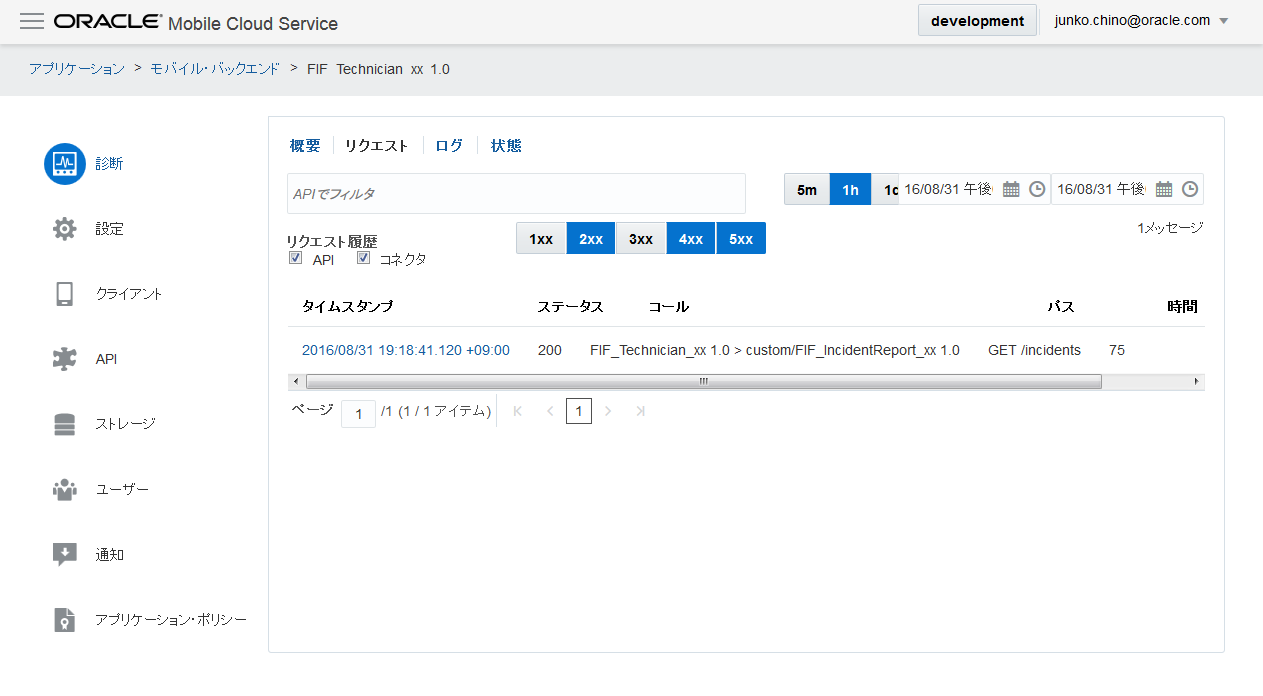 ORACLE Mobile Cloud Service development junko.chino@oracle.com
アプリケーション > モバイル・バックエンド > FIF Technician xx 1.0
診断
設定
クライアント
API
ストレージ
ユーザー
通知
アプリケーション・ポリシー
概要 リクエスト ログ 状態
APIでフィルタ
5m 1h 1d 16/08/31 午後 16/08/31 午後
1メッセージ
リクエスト履歴
API コネクタ
1xx 2xx 3xx 4xx 5xx
タイムスタンプ ステータス コール パス 時間
2016/08/31 19:18:41.120 +09:00 200 FIF_Technician_xx 1.0 > custom/FIF_IncidentReport_xx 1.0 GET /incidents 75
ページ 1 /1 (1 / 1 アイテム) 1